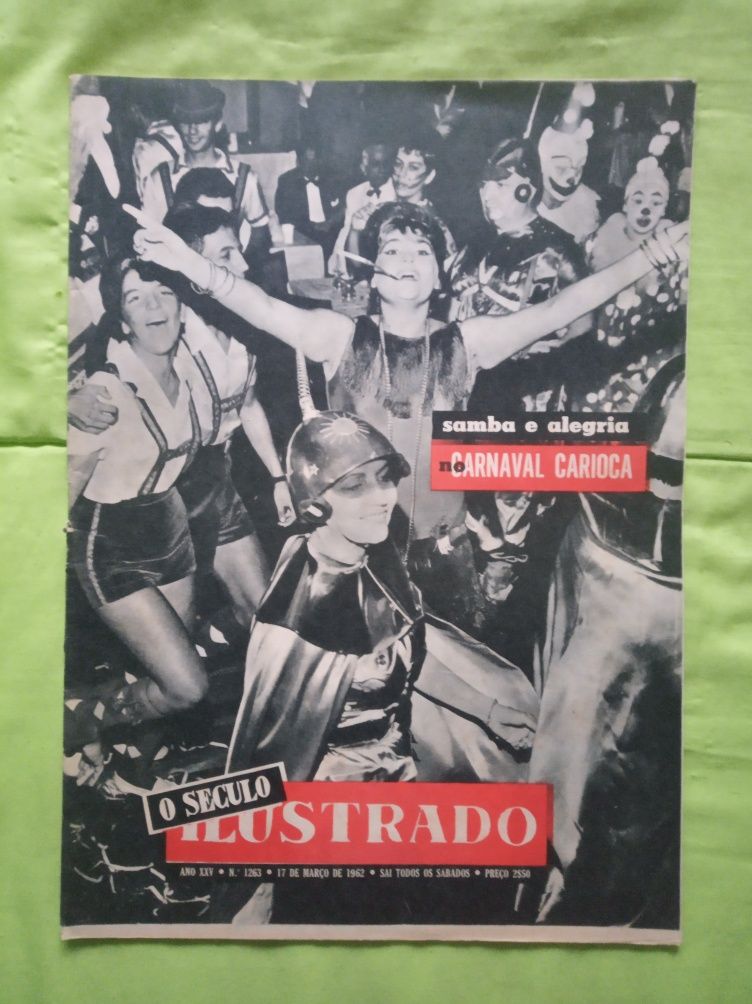 samba e alegria
no CARNAVAL CARIOCA
O SECULO
ILUSTRADO
ANO XXV • N.º 1263 • 17 DE MARÇO DE 1962 • SAI TODOS OS SABADOS • PREÇO 2$50